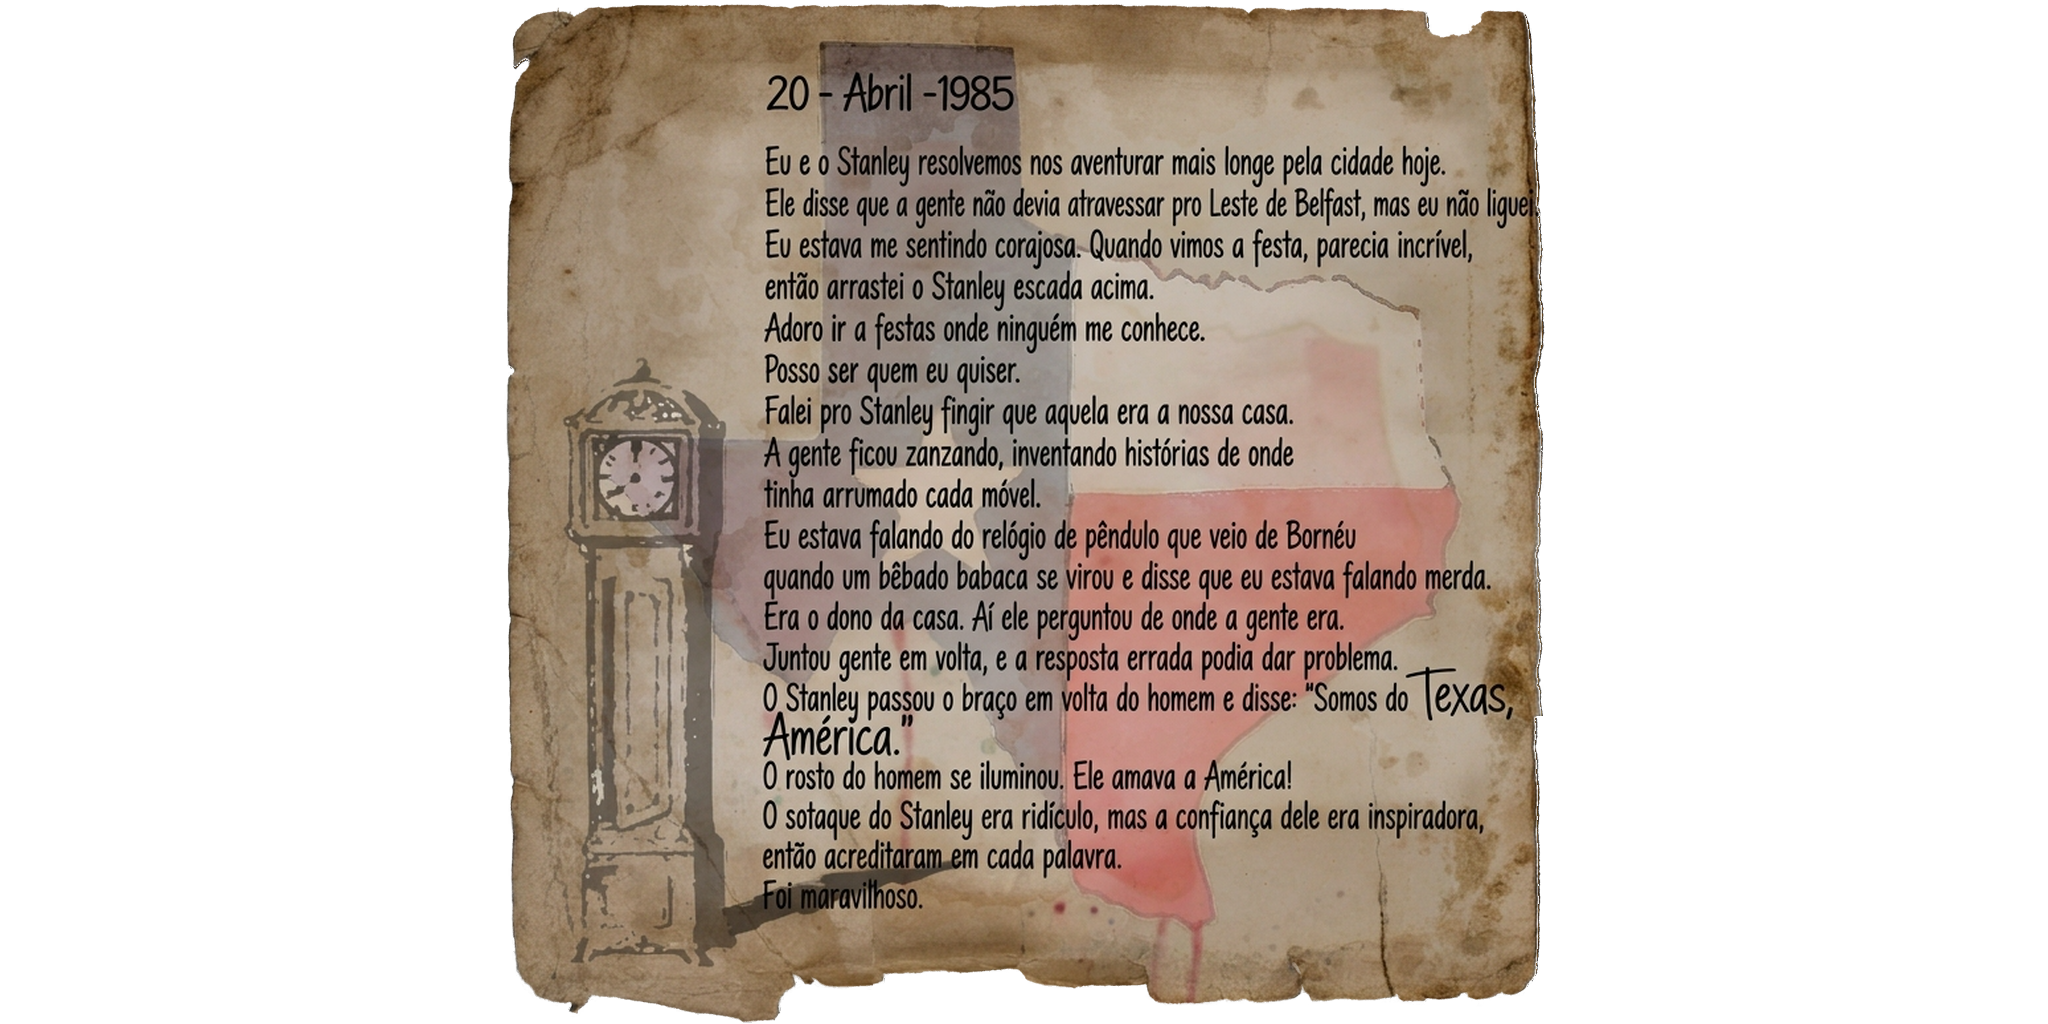 20 - Abril -1985
Eu e o Stanley resolvemos nos aventurar mais longe pela cidade hoje.
Ele disse que a gente não devia atravessar pro Leste de Belfast, mas eu não liguei.
Eu estava me sentindo corajosa. Quando vimos a festa, parecia incrível,
então arrastei o Stanley escada acima.
Adoro ir a festas onde ninguém me conhece.
Posso ser quem eu quiser.
Falei pro Stanley fingir que aquela era a nossa casa.
A gente ficou zanzando, inventando histórias de onde
tinha arrumado cada móvel.
Eu estava falando do relógio de pêndulo que veio de Bornéu
quando um bêbado babaca se virou e disse que eu estava falando merda.
Era o dono da casa. Aí ele perguntou de onde a gente era.
Juntou gente em volta, e a resposta errada podia dar problema.
O Stanley passou o braço em volta do homem e disse: "Somos do Texas,
América."
O rosto do homem se iluminou. Ele amava a América!
O sotaque do Stanley era ridículo, mas a confiança dele era inspiradora,
então acreditaram em cada palavra.
Foi maravilhoso.